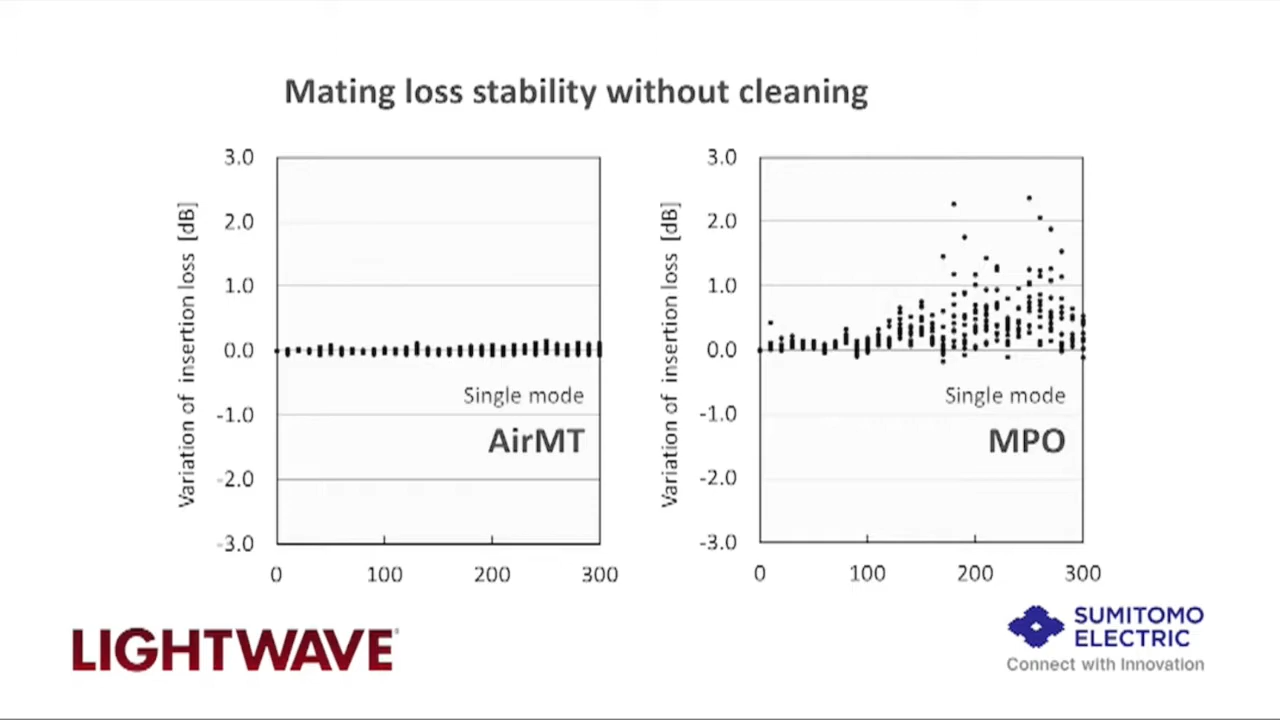 Mating loss stability without cleaning
Variation of insertion loss [dB]
3.0
2.0
1.0
0.0
-1.0
-2.0
-3.0
0
100
200
300
Single mode
AirMT
Variation of insertion loss [dB]
3.0
2.0
1.0
0.0
-1.0
-2.0
-3.0
0
100
200
300
Single mode
MPO
LIGHTWAVE
SUMITOMO
ELECTRIC
Connect with Innovation